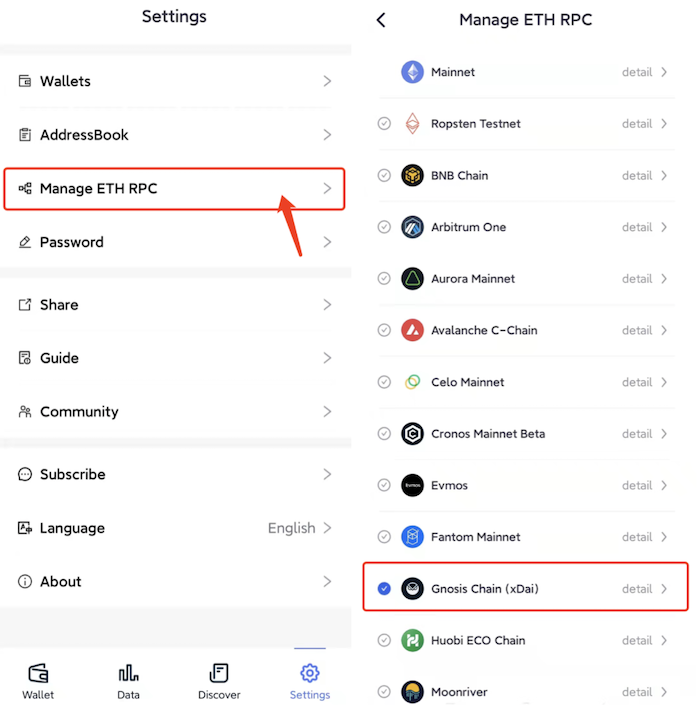 Settings
Wallets
AddressBook
Manage ETH RPC
Password
Share
Guide
Community
Subscribe
Language English
About
Wallet Data Discover Settings
Manage ETH RPC
Mainnet detail
Ropsten Testnet detail
BNB Chain detail
Arbitrum One detail
Aurora Mainnet detail
Avalanche C-Chain detail
Celo Mainnet detail
Cronos Mainnet Beta detail
Evmos detail
Fantom Mainnet detail
Gnosis Chain (xDai) detail
Huobi ECO Chain detail
Moonriver detail